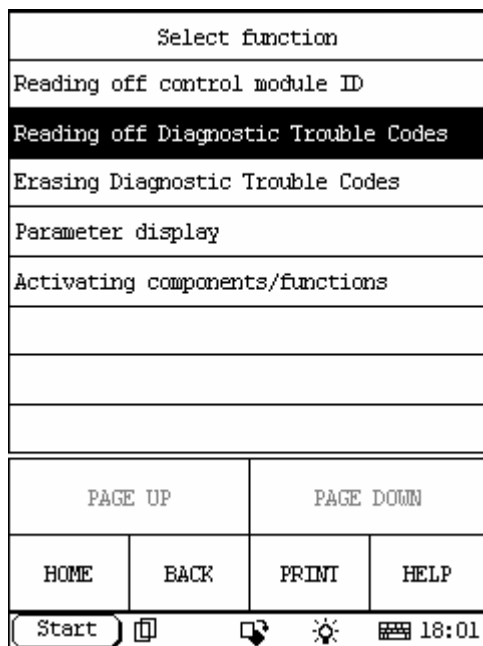 Select function
Reading off control module ID
Reading off Diagnostic Trouble Codes
Erasing Diagnostic Trouble Codes
Parameter display
Activating components/functions
PAGE UP PAGE DOWN
HOME BACK PRINT HELP
Start 18:01